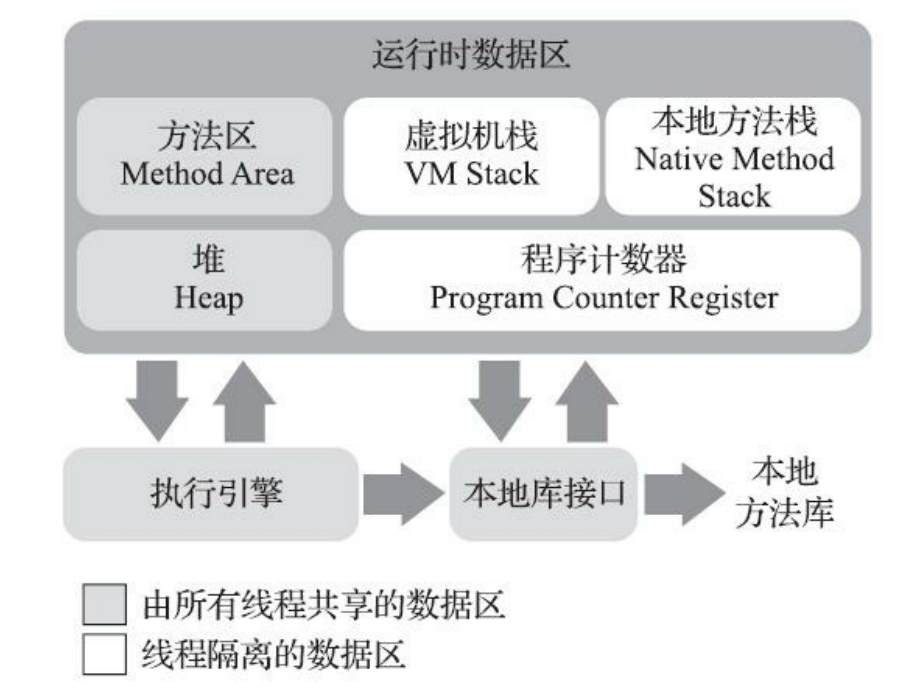 运行时数据区
方法区
Method Area
虚拟机栈
VM Stack
本地方法栈
Native Method
Stack
堆
Heap
程序计数器
Program Counter Register
执行引擎
本地库接口
本地
方法库
由所有线程共享的数据区
线程隔离的数据区